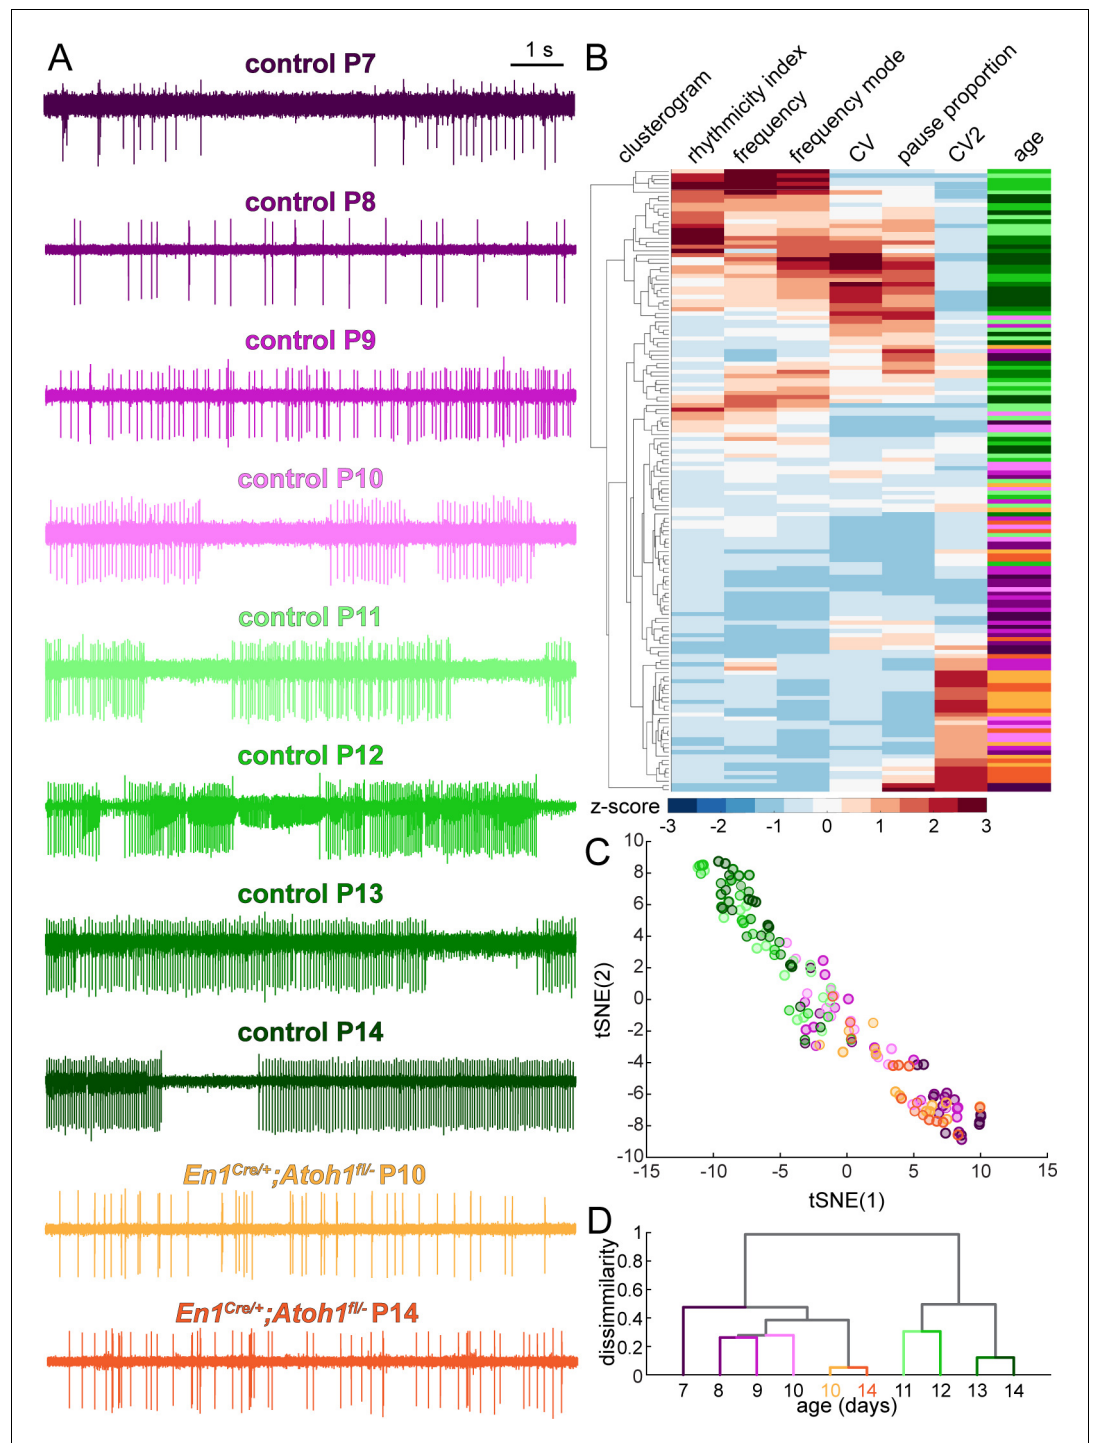 A
1 s
control P7
control P8
control P9
control P10
control P11
control P12
control P13
control P14
En1Cre/+;Atoh1fl/- P10
En1Cre/+;Atoh1fl/- P14
B
clusterogram
rhythmicity index
frequency
frequency mode
CV
pause proportion
CV2
age
z-score
-3 -2 -1 0 1 2 3
C
10
8
6
4
2
0
-2
-4
-6
-8
-10
tSNE(2)
-15 -10 -5 0 5 10 15
tSNE(1)
D
1
0.8
0.6
0.4
0.2
0
dissimmilarity
7 8 9 10 10 14 11 12 13 14
age (days)